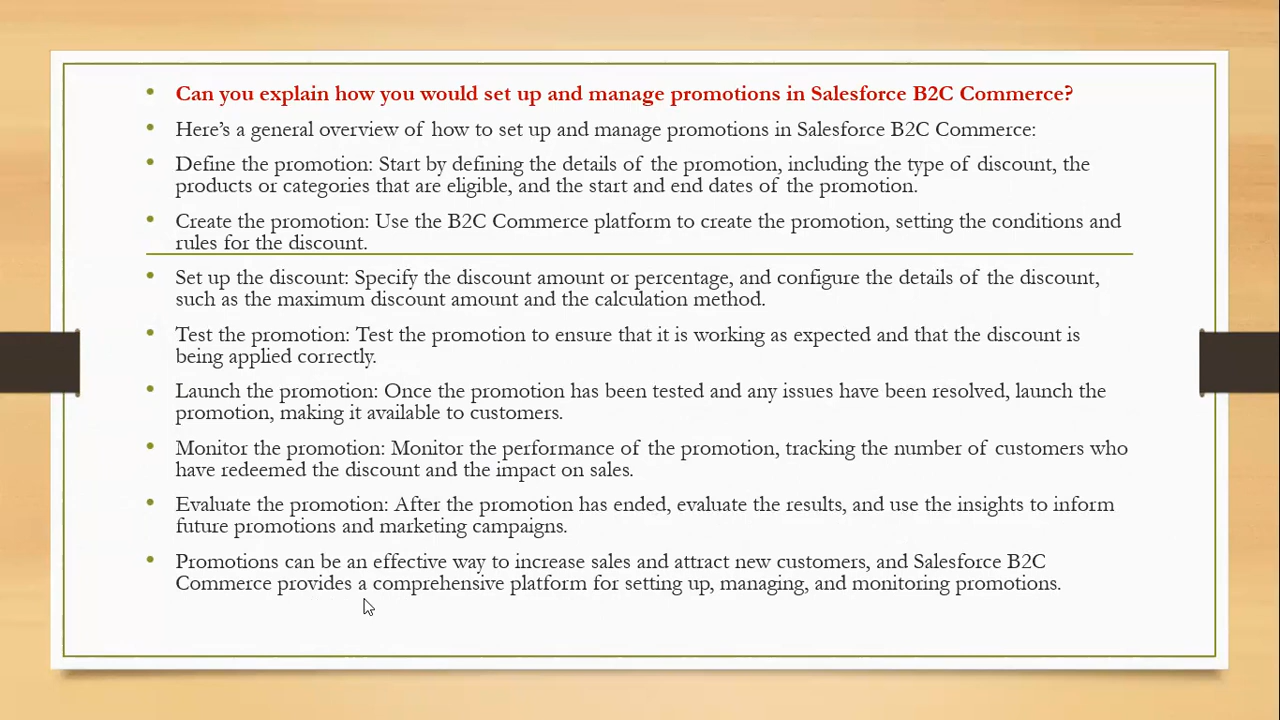 Can you explain how you would set up and manage promotions in Salesforce B2C Commerce?
Here's a general overview of how to set up and manage promotions in Salesforce B2C Commerce:
Define the promotion: Start by defining the details of the promotion, including the type of discount, the
products or categories that are eligible, and the start and end dates of the promotion.
Create the promotion: Use the B2C Commerce platform to create the promotion, setting the conditions and
rules for the discount.
Set up the discount: Specify the discount amount or percentage, and configure the details of the discount,
such as the maximum discount amount and the calculation method.
Test the promotion: Test the promotion to ensure that it is working as expected and that the discount is
being applied correctly.
Launch the promotion: Once the promotion has been tested and any issues have been resolved, launch the
promotion, making it available to customers.
Monitor the promotion: Monitor the performance of the promotion, tracking the number of customers who
have redeemed the discount and the impact on sales.
Evaluate the promotion: After the promotion has ended, evaluate the results, and use the insights to inform
future promotions and marketing campaigns.
Promotions can be an effective way to increase sales and attract new customers, and Salesforce B2C
Commerce provides a comprehensive platform for setting up, managing, and monitoring promotions.